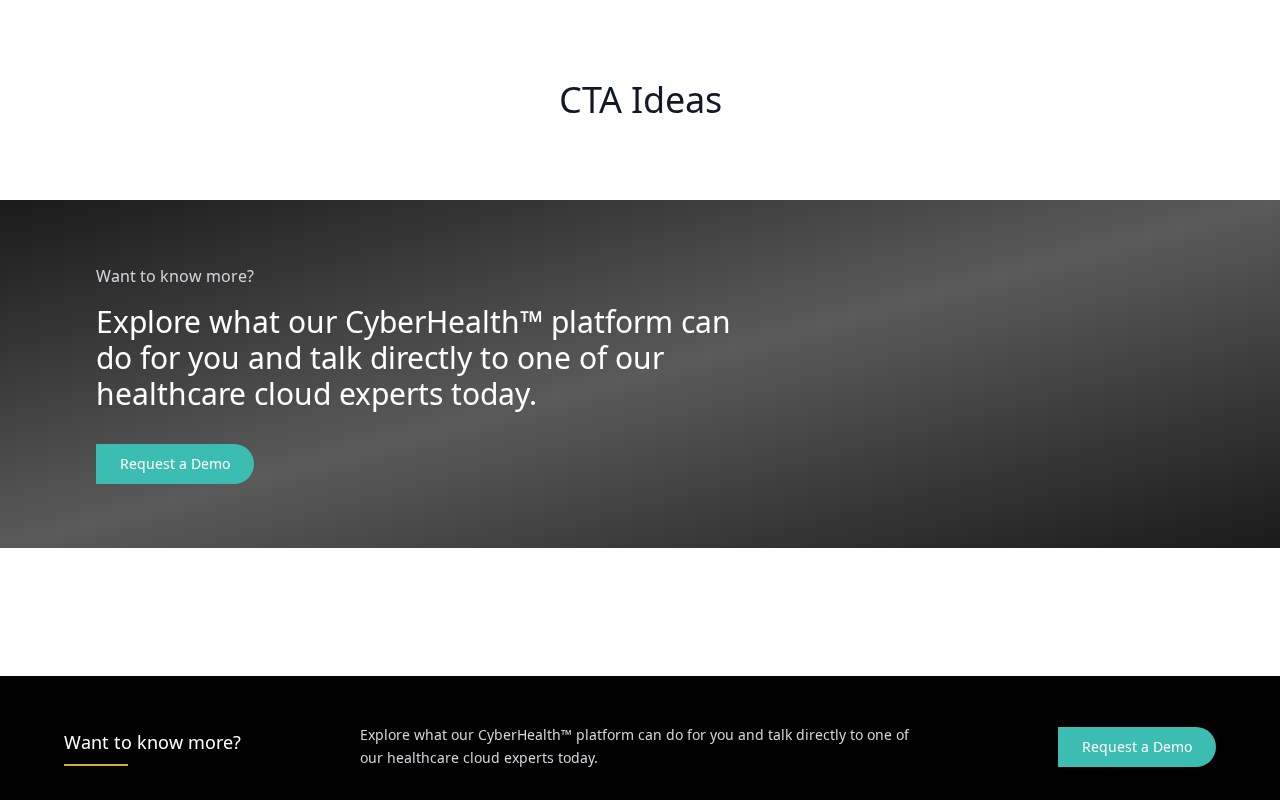 CTA Ideas
Want to know more?
Explore what our CyberHealth™ platform can
do for you and talk directly to one of our
healthcare cloud experts today.
Request a Demo
Want to know more?
Explore what our CyberHealth™ platform can do for you and talk directly to one of
our healthcare cloud experts today.
Request a Demo